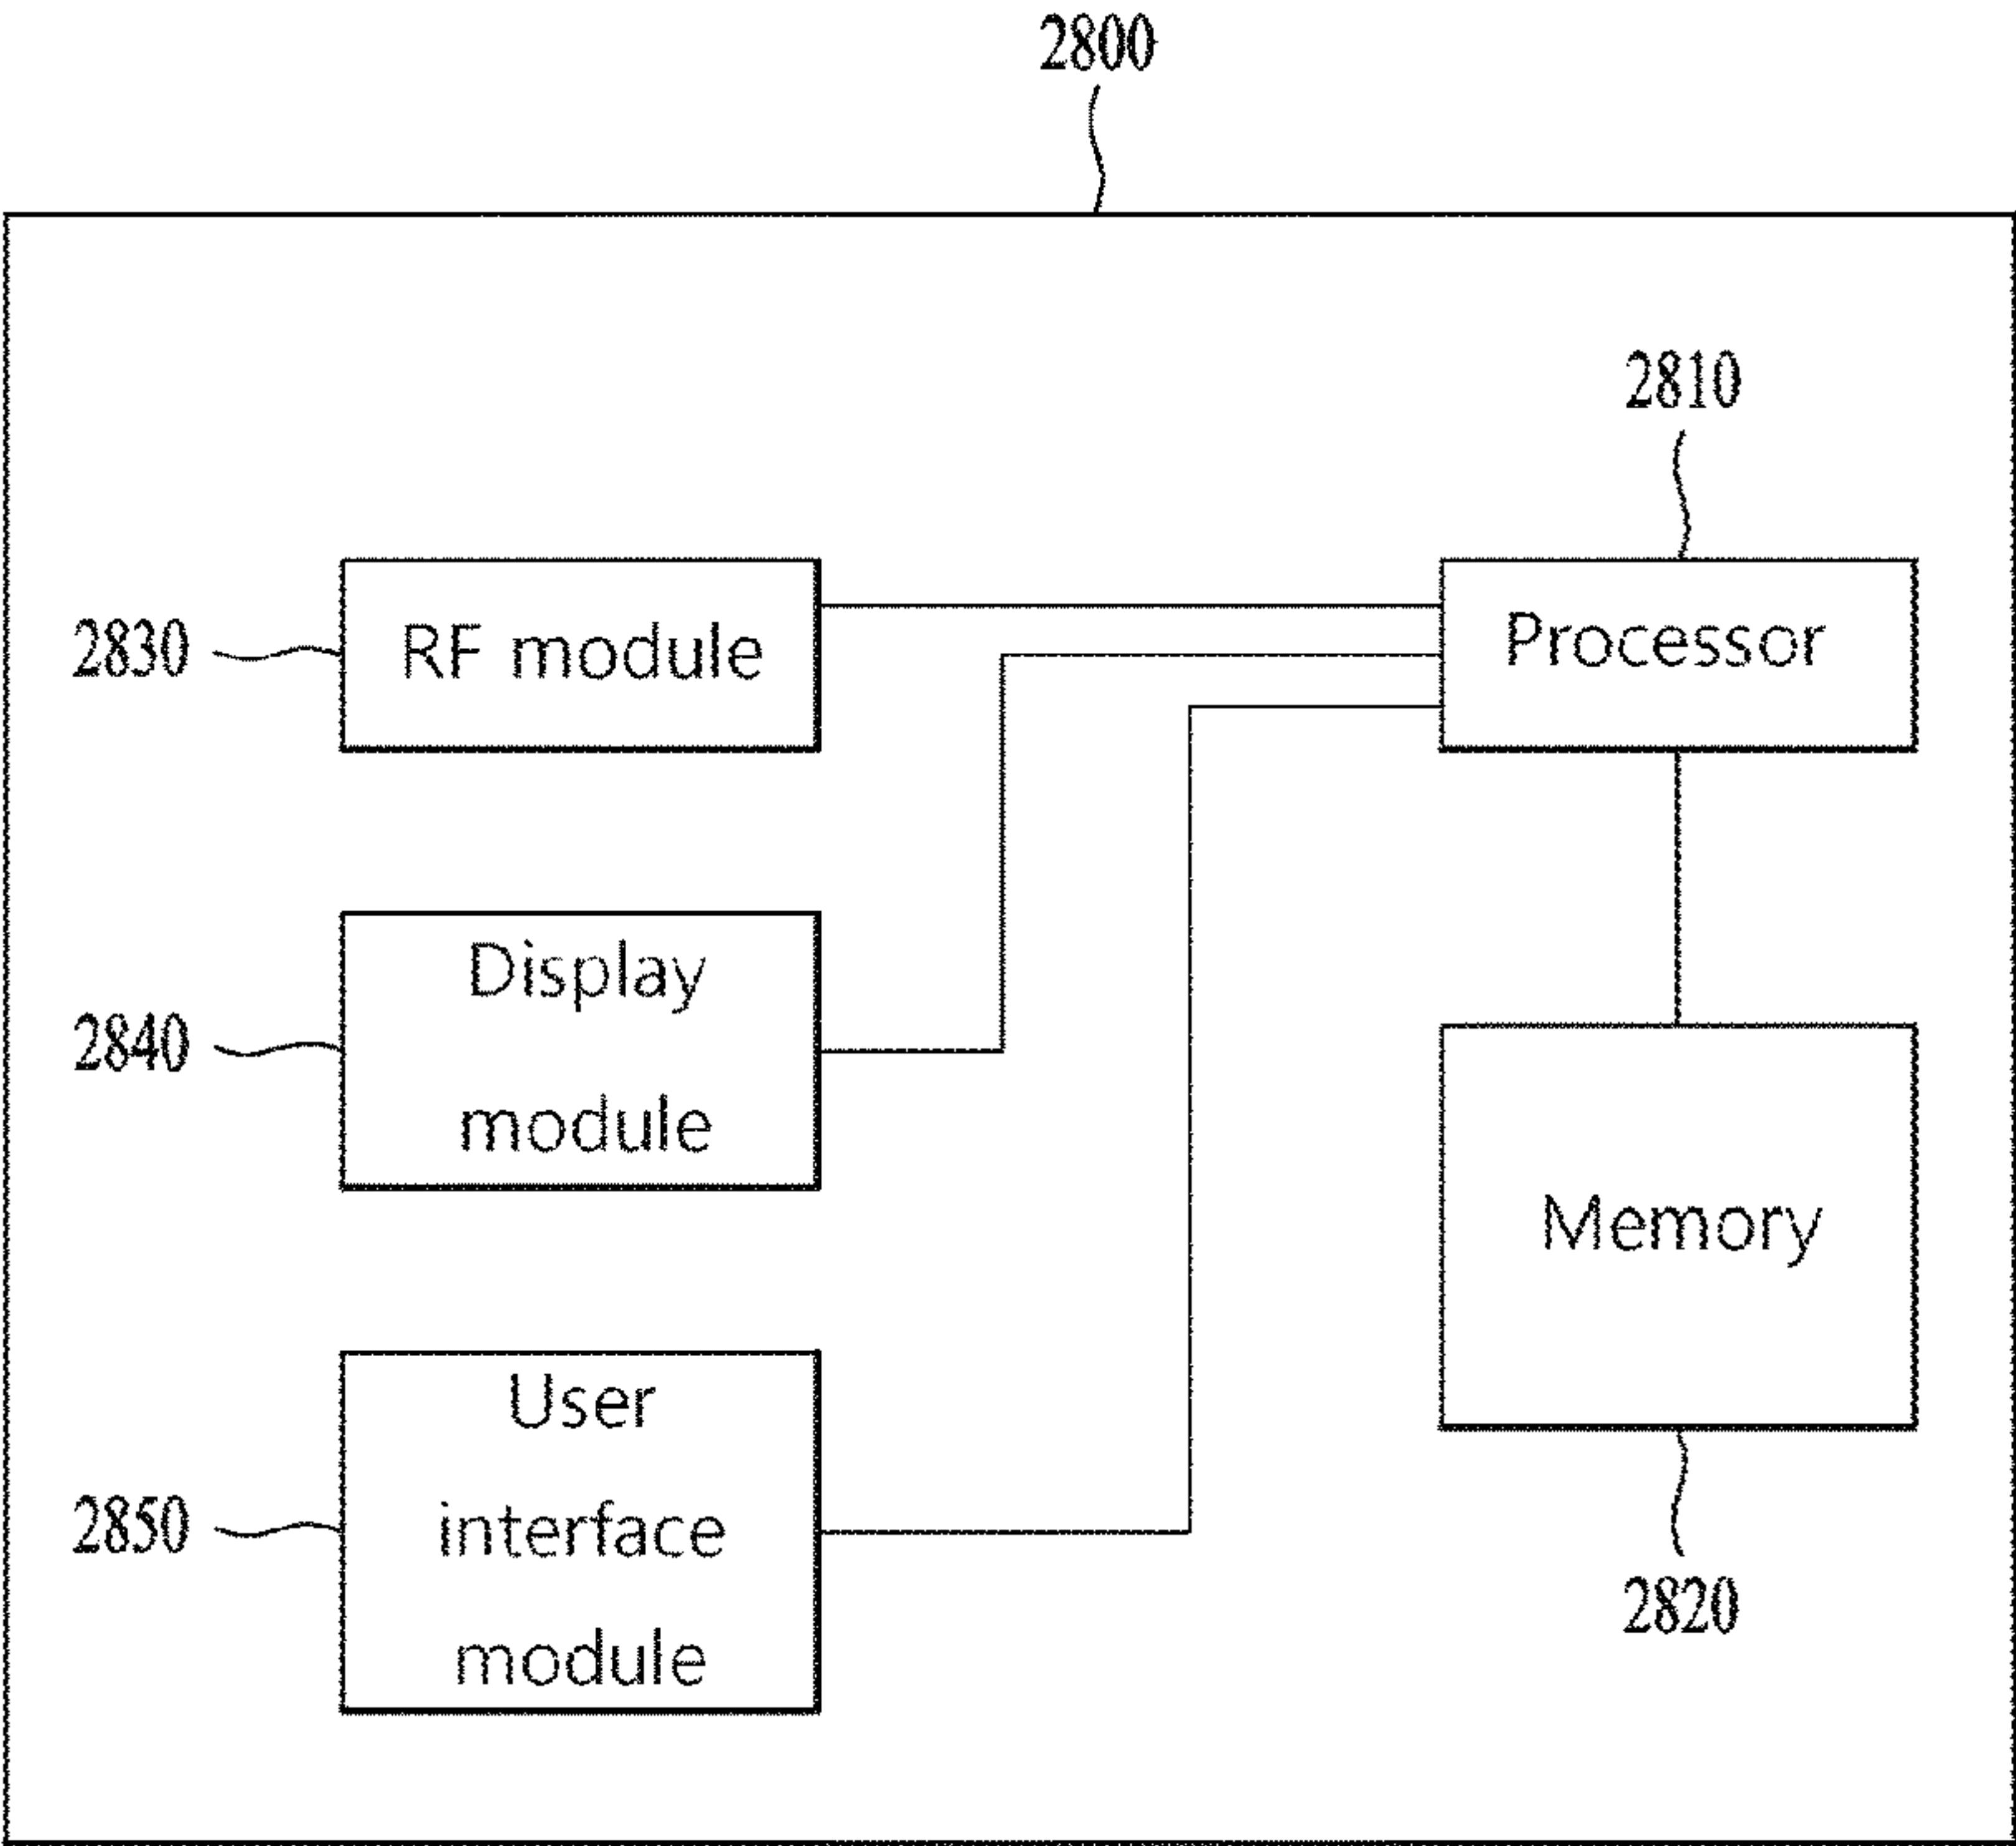 2800
2810
2830
RF module
Processor
2840
Display
module
Memory
2850
User
interface
module
2820